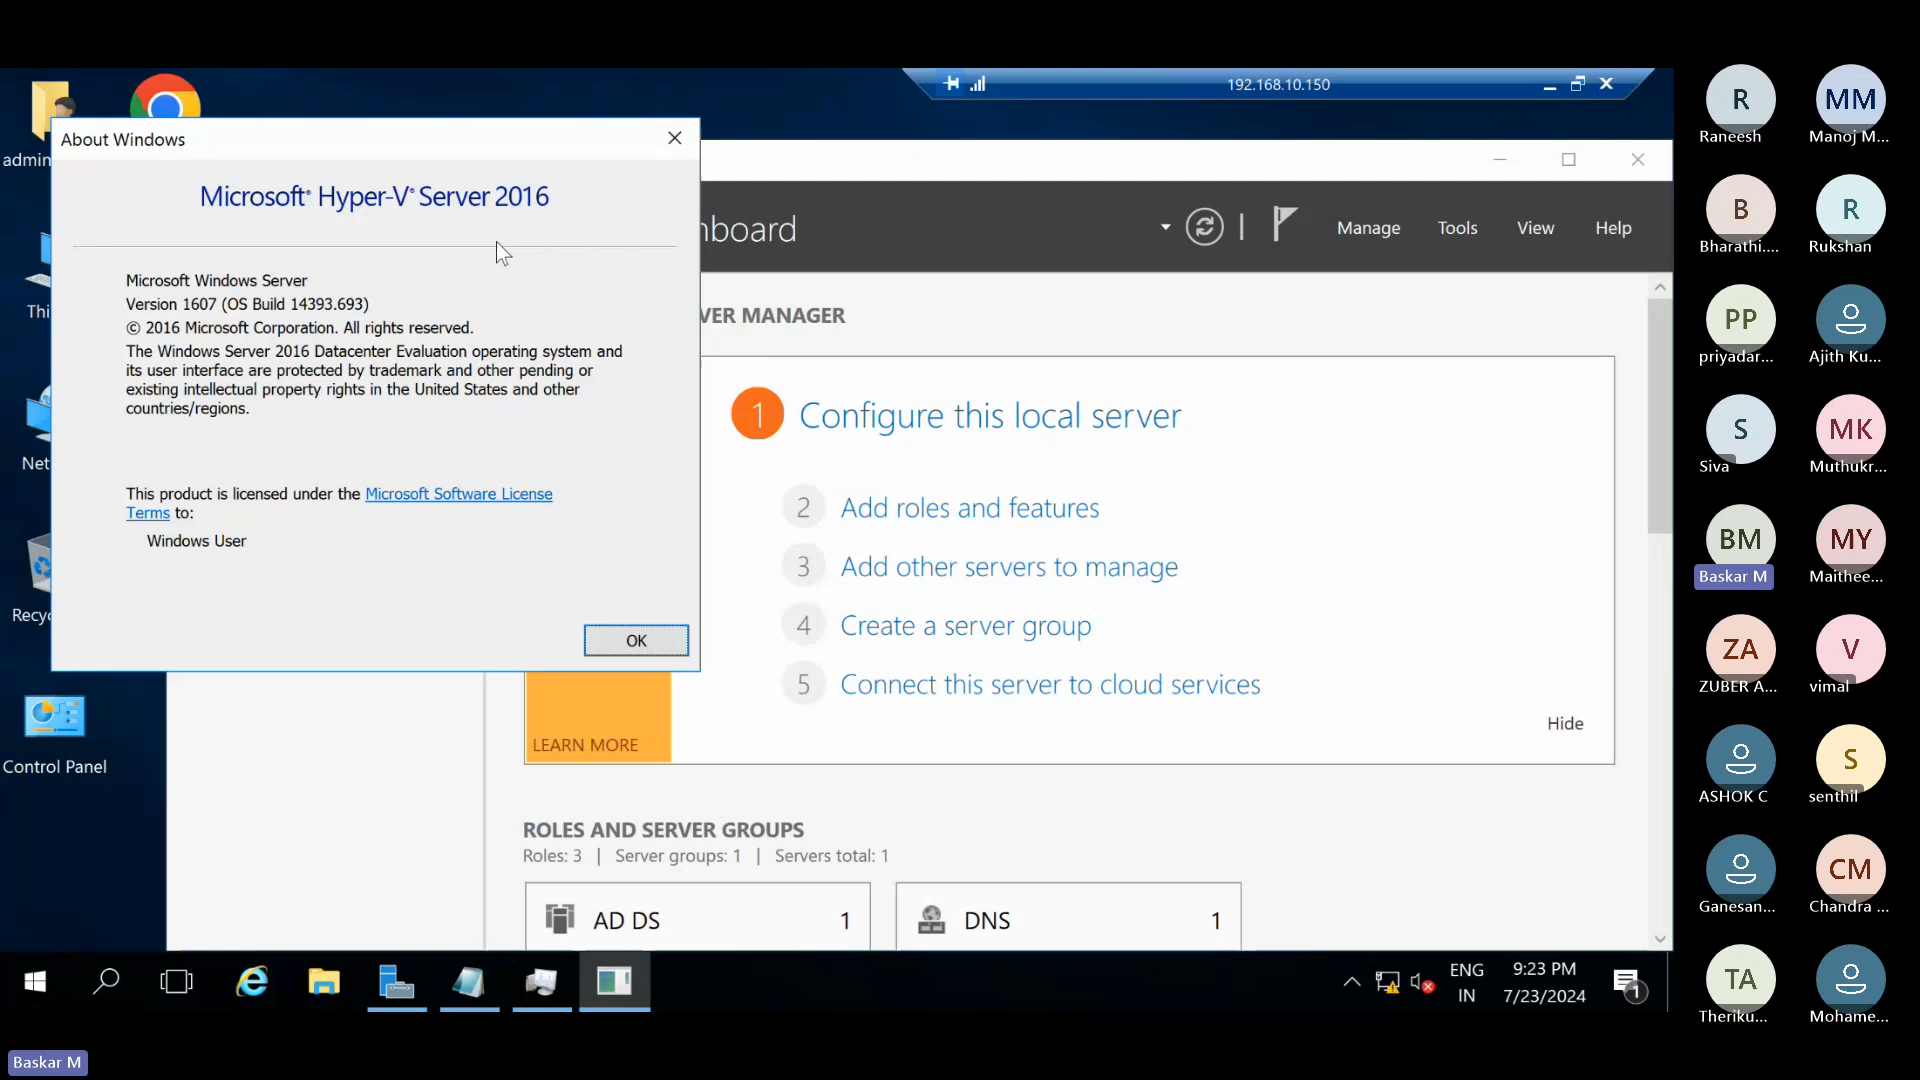 192.168.10.150
admin
About Windows
Microsoft® Hyper-V® Server 2016
Microsoft Windows Server
Version 1607 (OS Build 14393.693)
© 2016 Microsoft Corporation. All rights reserved.
The Windows Server 2016 Datacenter Evaluation operating system and
its user interface are protected by trademark and other pending or
existing intellectual property rights in the United States and other
countries/regions.
This product is licensed under the Microsoft Software License
Terms to:
Windows User
OK
Thi
Net
Recyc
Control Panel
nboard
Manage
Tools
View
Help
VER MANAGER
1 Configure this local server
2 Add roles and features
3 Add other servers to manage
4 Create a server group
5 Connect this server to cloud services
Hide
LEARN MORE
ROLES AND SERVER GROUPS
Roles: 3 | Server groups: 1 | Servers total: 1
AD DS 1
DNS 1
ENG
IN
9:23 PM
7/23/2024
1
R
Raneesh
MM
Manoj M...
B
Bharathi....
R
Rukshan
PP
priyadar...
Ajith Ku...
S
Siva
MK
Muthukr...
BM
Baskar M
MY
Maithee...
ZA
ZUBER A...
V
vimal
ASHOK C
S
senthil
Ganesan...
CM
Chandra ...
TA
Theriku...
Mohame...
Baskar M